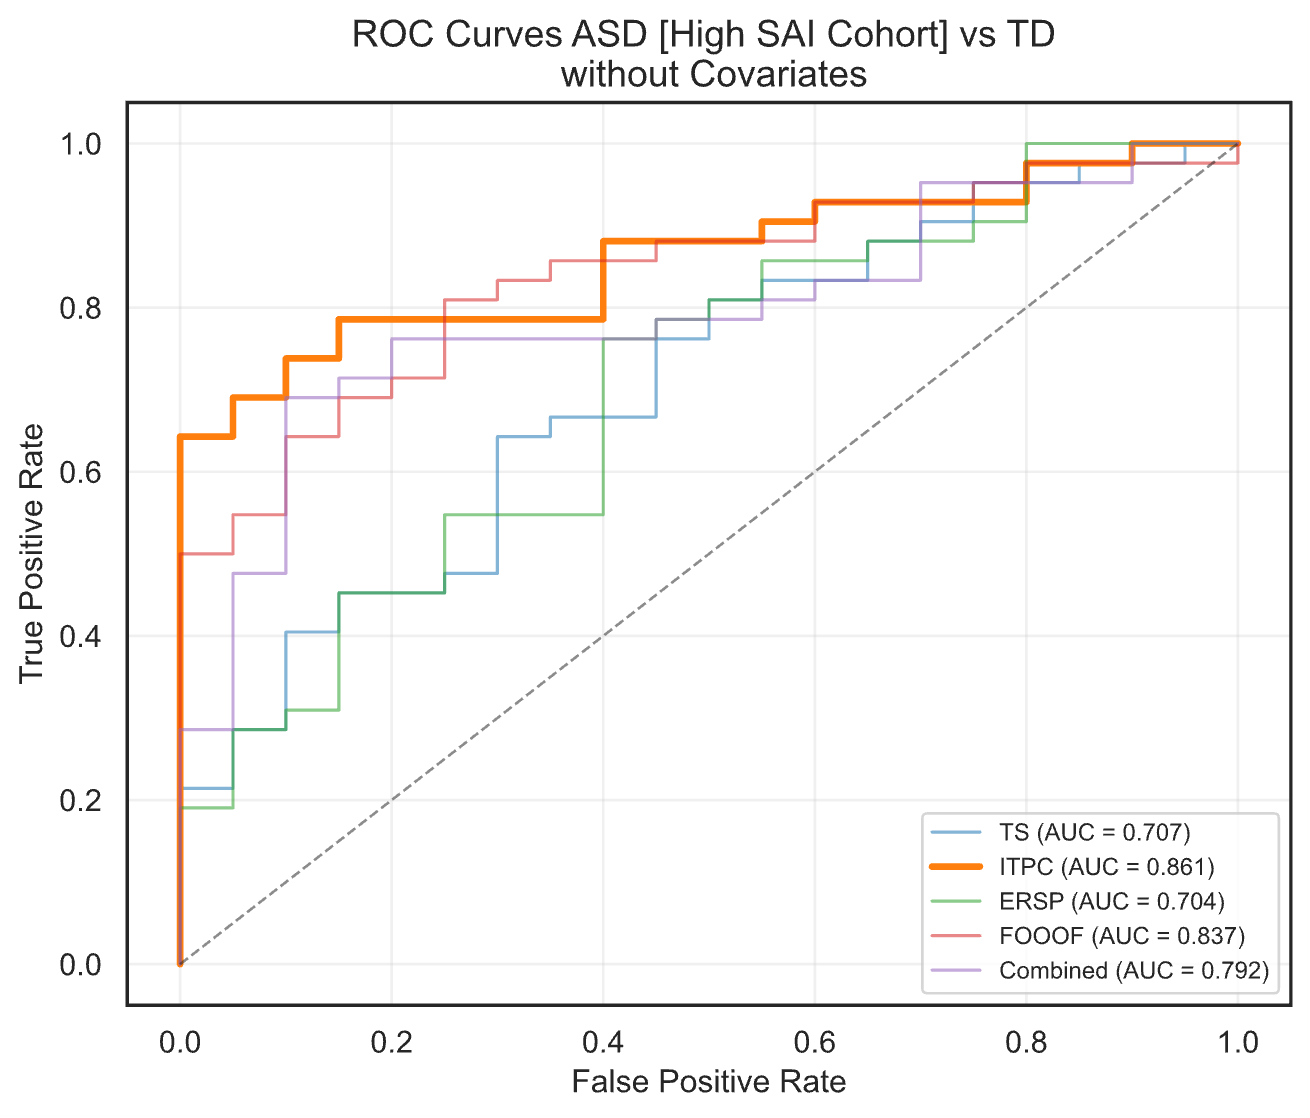 ROC Curves ASD [High SAI Cohort] vs TD
without Covariates
True Positive Rate
1.0
0.8
0.6
0.4
0.2
0.0
TS (AUC = 0.707)
ITPC (AUC = 0.861)
ERSP (AUC = 0.704)
FOOOF (AUC = 0.837)
Combined (AUC = 0.792)
0.0 0.2 0.4 0.6 0.8 1.0
False Positive Rate